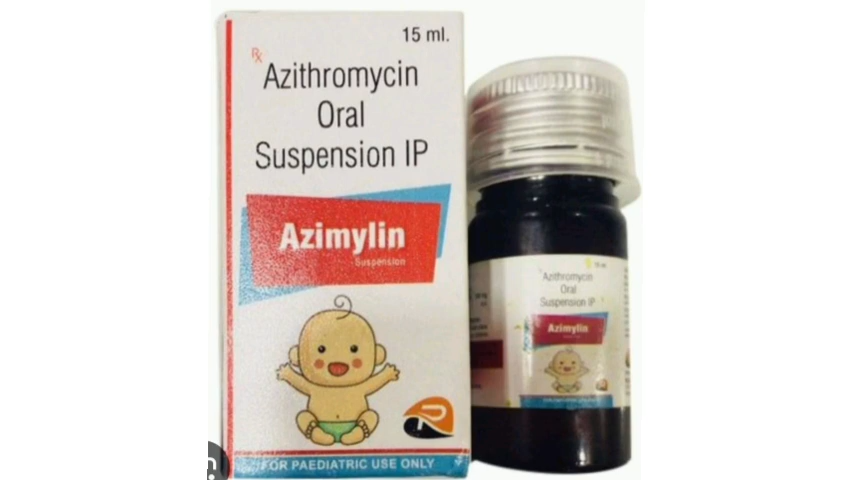 15 ml.
Rx
Azithromycin
Oral
Suspension IP
Azimylin
Suspension
FOR PAEDIATRIC USE ONLY
Azithromycin
Oral
Suspension IP
Azimylin